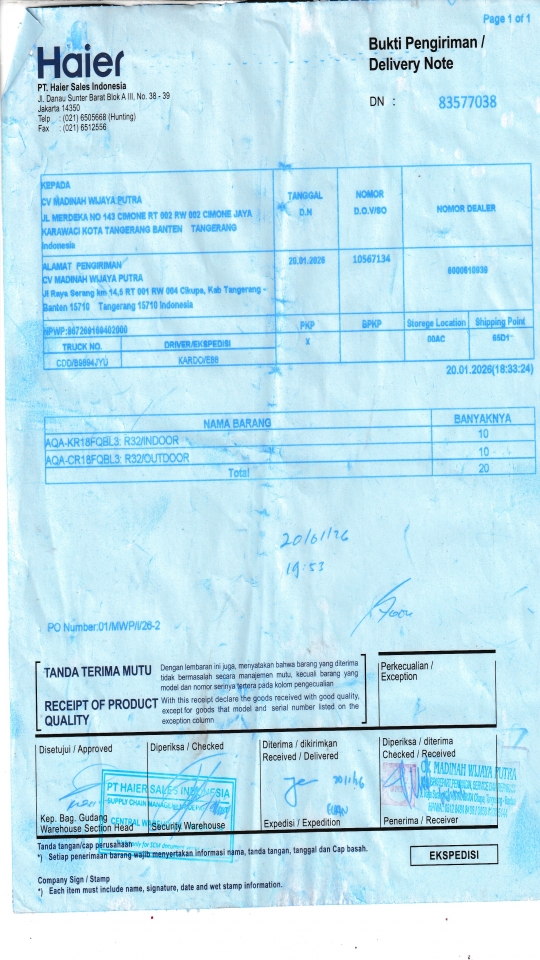 Page 1 of 1
Haier
Bukti Pengiriman /
Delivery Note
PT. Haier Sales Indonesia
Jl. Danau Sunter Barat Blok A III, No. 38 - 39
Jakarta 14350
Telp : (021) 6505668 (Hunting)
Fax : (021) 6512556
DN : 83577038
KEPADA
CV MADINAH WIJAYA PUTRA
JL MERDEKA NO 143 CIMONE RT 002 RW 002 CIMONE JAYA
KARAWACI KOTA TANGERANG BANTEN TANGERANG
Indonesia
TANGGAL
D.N
NOMOR
D.O.V/SO
NOMOR DEALER
ALAMAT PENGIRIMAN
CV MADINAH WIJAYA PUTRA
Jl Raya Serang km 14,5 RT 001 RW 004 Cikupa, Kab Tangerang -
Banten 15710 Tangerang 15710 Indonesia
20.01.2026
10567134
NPWP:
PKP
BPKP
Storege Location
Shipping Point
TRUCK NO.
DRIVER/EKSPEDISI
X
00AC
65D1
20.01.2026(18:33:24)
NAMA BARANG BANYAKNYA
AQA-KR18FQBL3: R32/INDOOR 10
AQA-CR18FQBL3: R32/OUTDOOR 10
Total 20
20/01/26
19:53
PO Number:01/MWP/I/26-2
TANDA TERIMA MUTU
Dengan lembaran ini juga, menyatakan bahwa barang yang diterima
tidak bermasalah secara manajemen mutu, kecuali barang yang
model dan nomor serinya tertera pada kolom pengecualian
RECEIPT OF PRODUCT
QUALITY
With this receipt declare the goods received with good quality,
except for goods that model and serial number listed on the
exception column
Perkecualian /
Exception
Disetujui / Approved
Diperiksa / Checked
Diterima / dikirimkan
Received / Delivered
Diperiksa / diterima
Checked / Received
PT HAIER SALES INDONESIA
CV. MADINAH WIJAYA PUTRA
20/1/26
Kep. Bag. Gudang
Warehouse Section Head
Security Warehouse
Expedisi / Expedition
Penerima / Receiver
Tanda tangan/cap perusahaan
*) Setiap penerimaan barang wajib menyertakan informasi nama, tanda tangan, tanggal dan Cap basah.
EKSPEDISI
Company Sign / Stamp
*) Each item must include name, signature, date and wet stamp information.